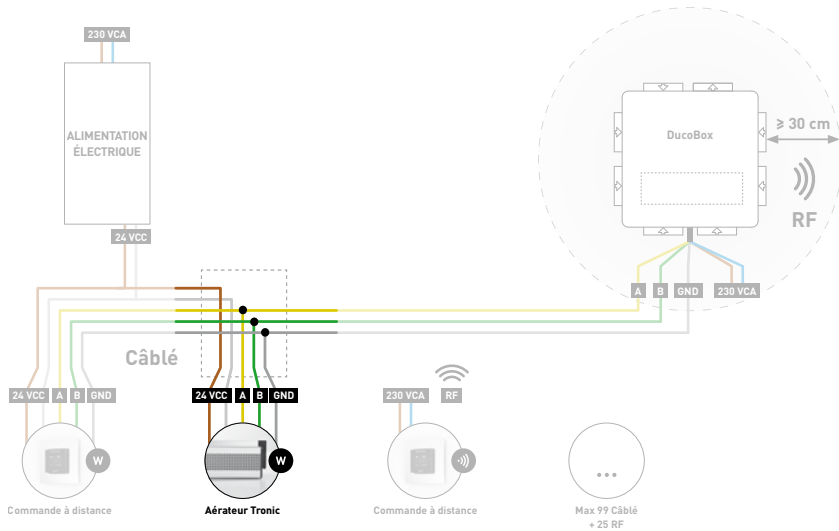 230 VCA
ALIMENTATION
ÉLECTRIQUE
24 VCC
DucoBox
≥ 30 cm
RF
A B GND 230 VCA
Câblé
24 VCC A B GND
W
Commande à distance
24 VCC A B GND
W
Aérateur Tronic
230 VCA RF
Commande à distance
...
Max 99 Câblé
+ 25 RF